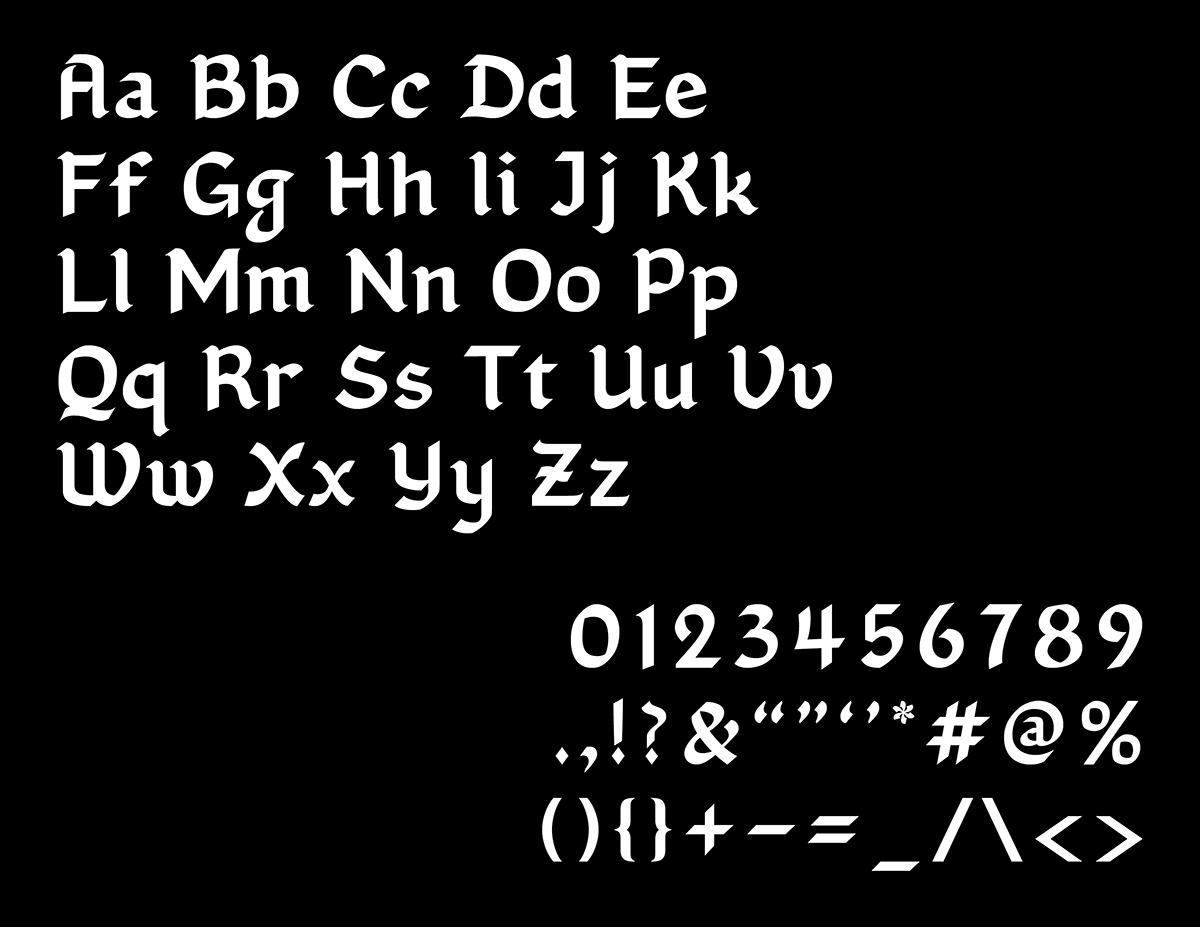 Aa Bb Cc Dd Ee
Ff Gg Hh Ii Jj Kk
Ll Mm Nn Oo Pp
Qq Rr Ss Tt Uu Vv
Ww Xx Yy Zz
0123456789
.,!?&“”‘’*#@%
(){}+−=_/\<>